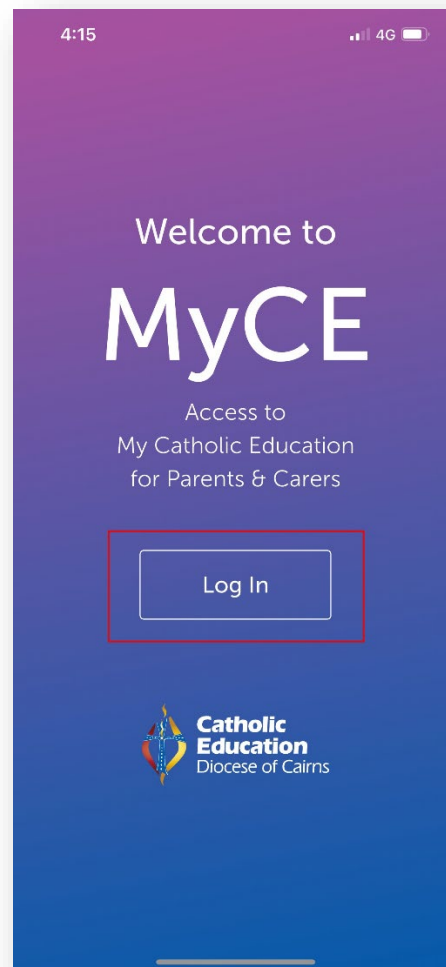 4:15 4G
Welcome to
MyCE
Access to
My Catholic Education
for Parents & Carers
Log In
Catholic
Education
Diocese of Cairns